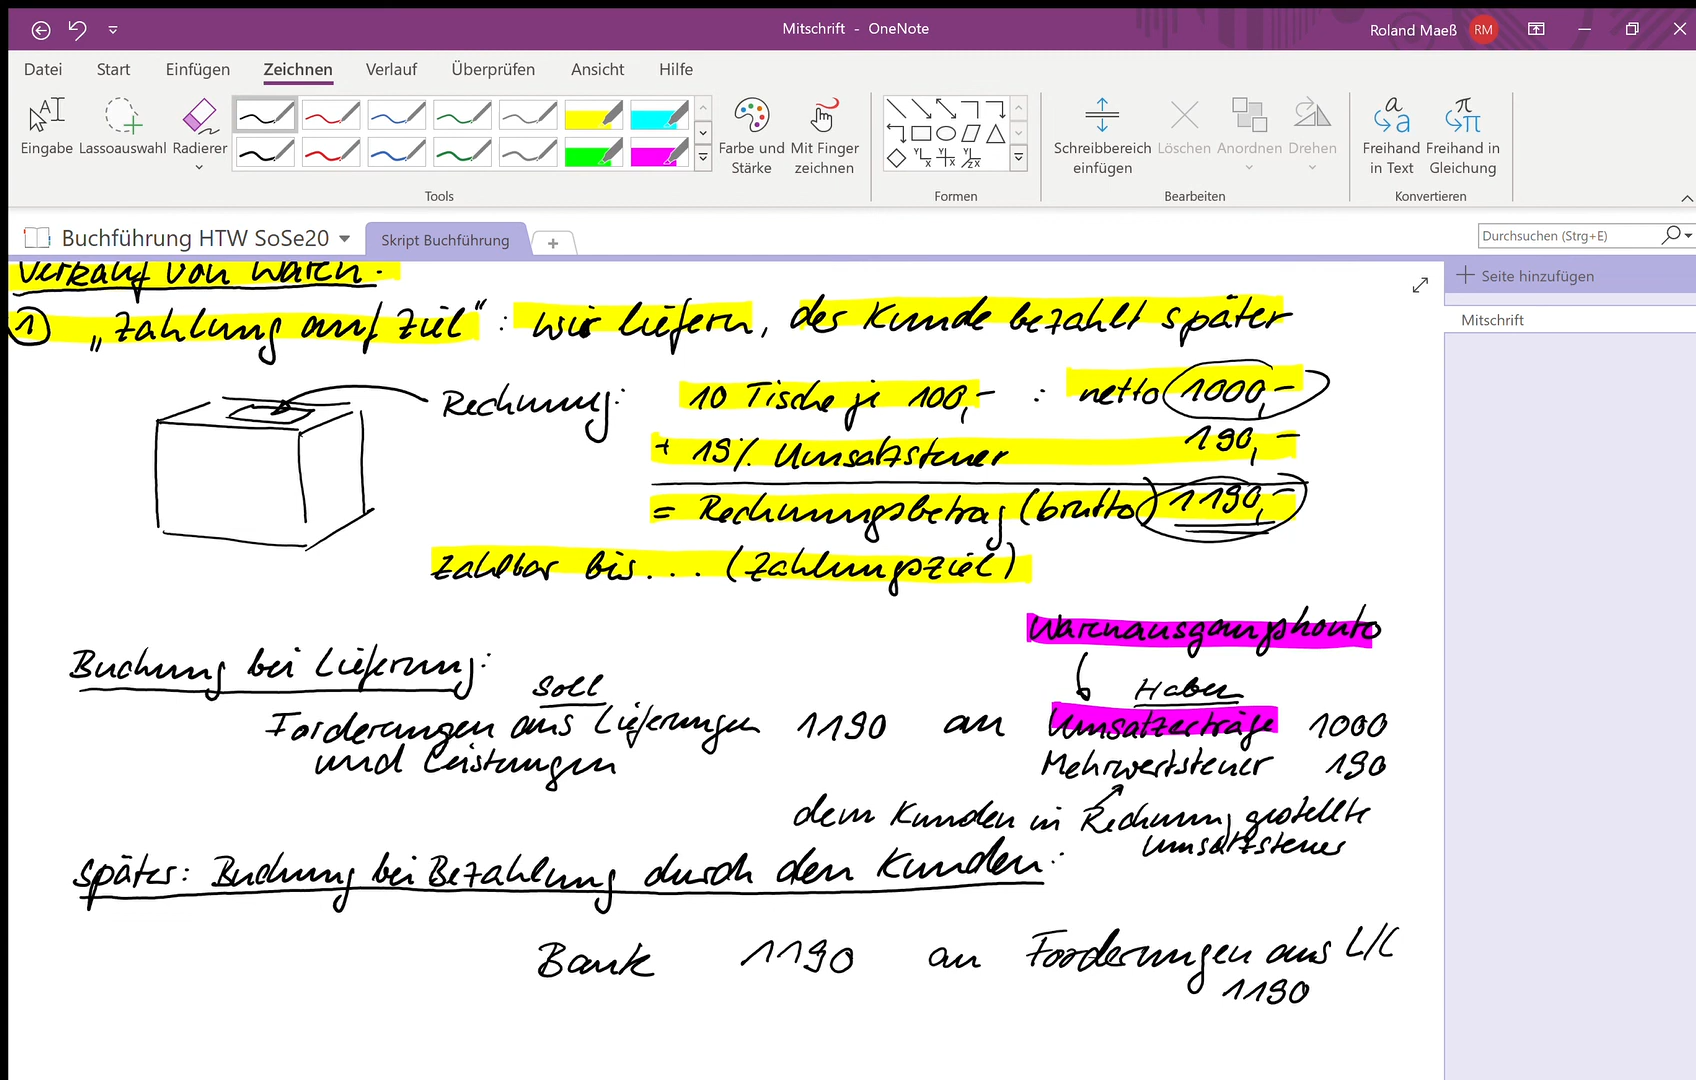 Mitschrift - OneNote
Roland Maeß RM
Datei Start Einfügen Zeichnen Verlauf Überprüfen Ansicht Hilfe
Eingabe Lassoauswahl Radierer
Farbe und Stärke
Mit Finger zeichnen
Schreibbereich einfügen
Löschen Anordnen Drehen
Freihand in Text
Freihand in Gleichung
Tools Formen Bearbeiten Konvertieren
Buchführung HTW SoSe20 Skript Buchführung
Durchsuchen (Strg+E)
Seite hinzufügen
Mitschrift
Verkauf von Waren:
① „Zahlung auf Ziel“: wir liefern, der Kunde bezahlt später
Rechnung: 10 Tische je 100,- : netto 1000,-
+ 19% Umsatzsteuer 190,-
= Rechnungsbetrag (brutto) 1190,-
zahlbar bis... (Zahlungsziel)
Warenausgangskonto
Buchung bei Lieferung:
Soll Haben
Forderungen aus Lieferungen 1190 an Umsatzerträge 1000
und Leistungen Mehrwertsteuer 190
dem Kunden in Rechnung gestellte
Umsatzsteuer
später: Buchung bei Bezahlung durch den Kunden:
Bank 1190 an Forderungen aus L/L
1190